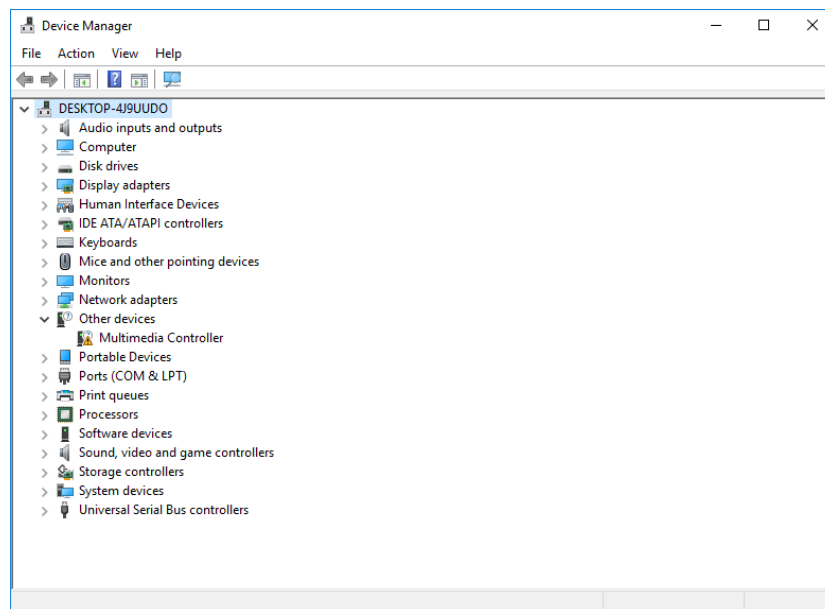 Device Manager
File Action View Help
DESKTOP-4J9UUDO
Audio inputs and outputs
Computer
Disk drives
Display adapters
Human Interface Devices
IDE ATA/ATAPI controllers
Keyboards
Mice and other pointing devices
Monitors
Network adapters
Other devices
Multimedia Controller
Portable Devices
Ports (COM & LPT)
Print queues
Processors
Software devices
Sound, video and game controllers
Storage controllers
System devices
Universal Serial Bus controllers